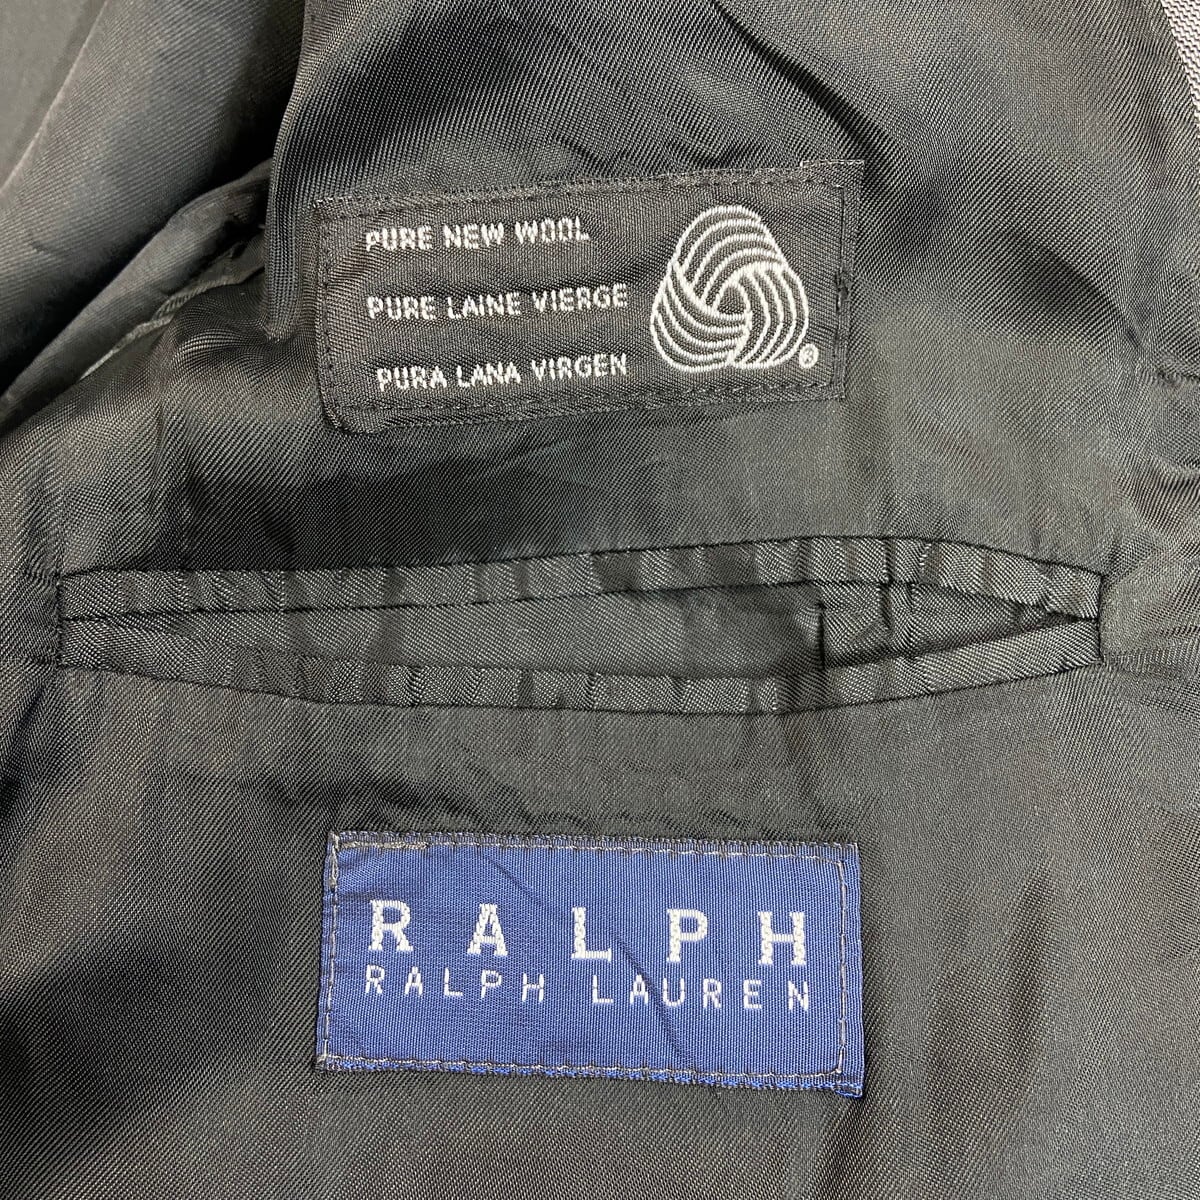 PURE NEW WOOL
PURE LAINE VIERGE
PURA LANA VIRGEN
®
RALPH
RALPH LAUREN